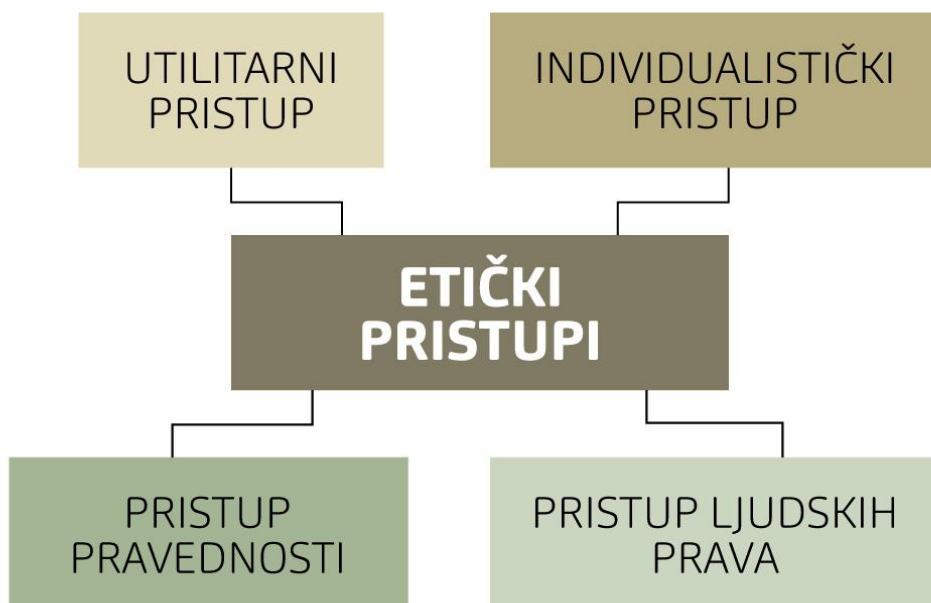 UTILITARNI
PRISTUP
INDIVIDUALISTIČKI
PRISTUP
ETIČKI
PRISTUPI
PRISTUP
PRAVEDNOSTI
PRISTUP LJUDSKIH
PRAVA